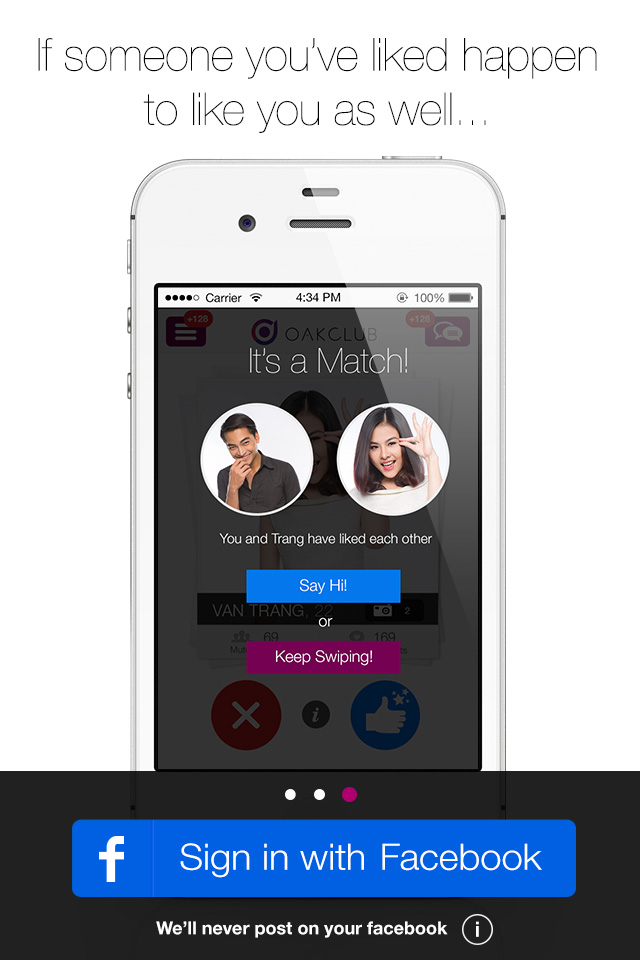 If someone you've liked happen
to like you as well...
Carrier 4:34 PM 100%
+128 +128
OAKCLUB
It's a Match!
You and Trang have liked each other
Say Hi!
VAN TRANG, 22 2
or
69 169
Keep Swiping!
i
f Sign in with Facebook
We'll never post on your facebook i